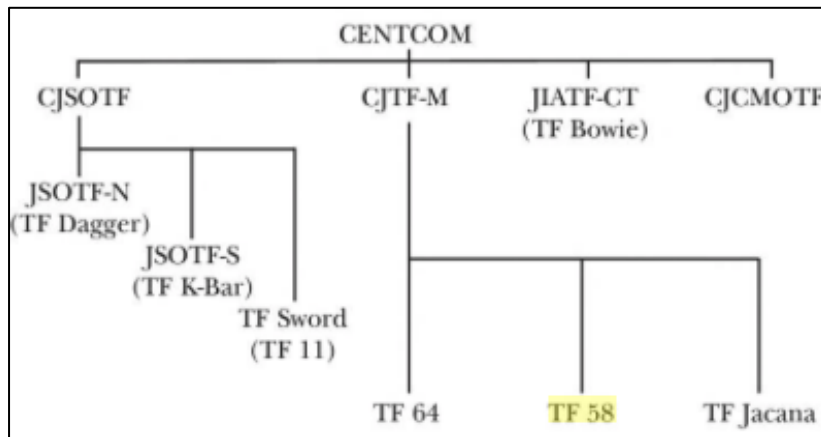 CENTCOM
CJSOTF
CJTF-M
JIATF-CT
(TF Bowie)
CJCMOTF
JSOTF-N
(TF Dagger)
JSOTF-S
(TF K-Bar)
TF Sword
(TF 11)
TF 64
TF 58
TF Jacana